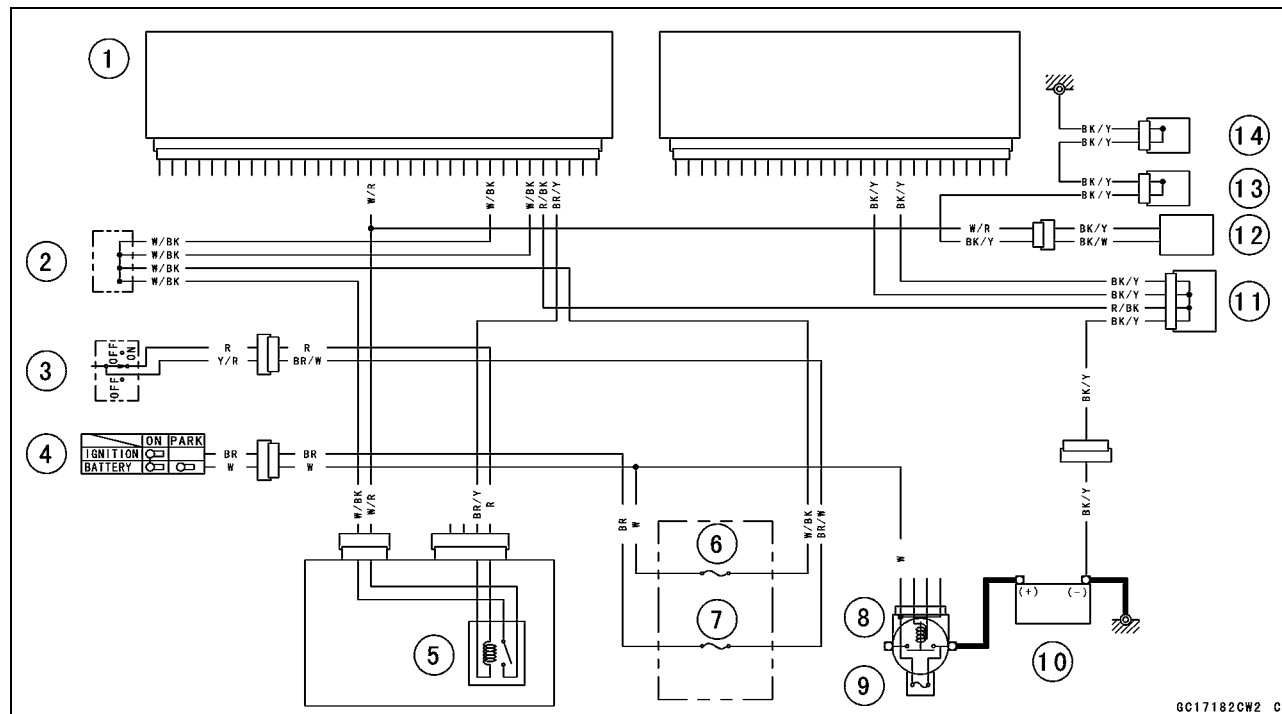 1
14
13
12
11
2
3
4
5
6
7
8
9
10
W/R
W/BK
W/BK
R/BK
BR/Y
BK/Y
BK/Y
BK/Y
BK/Y
BK/Y
BK/Y
W/R
BK/Y
BK/Y
BK/W
W/BK
W/BK
W/BK
W/BK
BK/Y
BK/Y
R/BK
BK/Y
OFF
ON
OFF
R
Y/R
R
BR/W
BK/Y
ON PARK
IGNITION
BATTERY
BR
W
BR
W
W/BK
W/R
BR/Y
R
BR
W
W/BK
BR/W
W
BK/Y
(+)
(-)
GC17182CW2 C